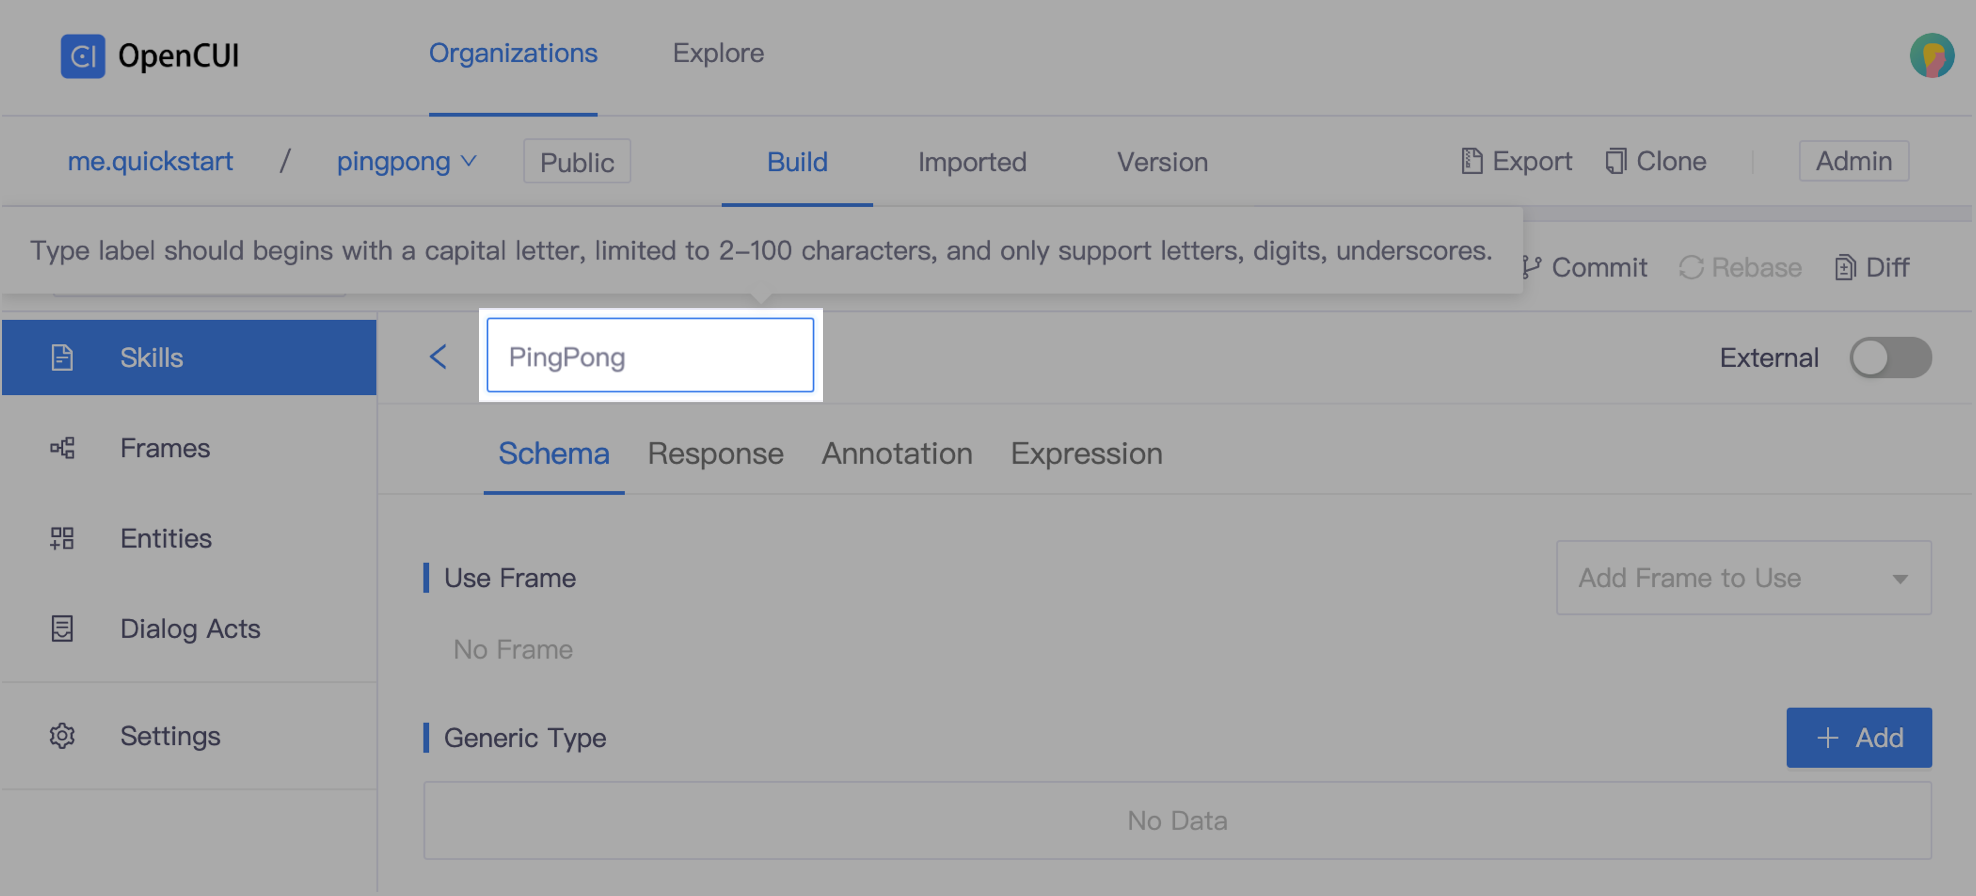 CI OpenCUI Organizations Explore
me.quickstart / pingpong Public Build Imported Version Export Clone Admin
Type label should begins with a capital letter, limited to 2-100 characters, and only support letters, digits, underscores.
Commit Rebase Diff
Skills PingPong External
Frames Schema Response Annotation Expression
Entities
Use Frame Add Frame to Use
Dialog Acts
No Frame
Settings Generic Type + Add
No Data